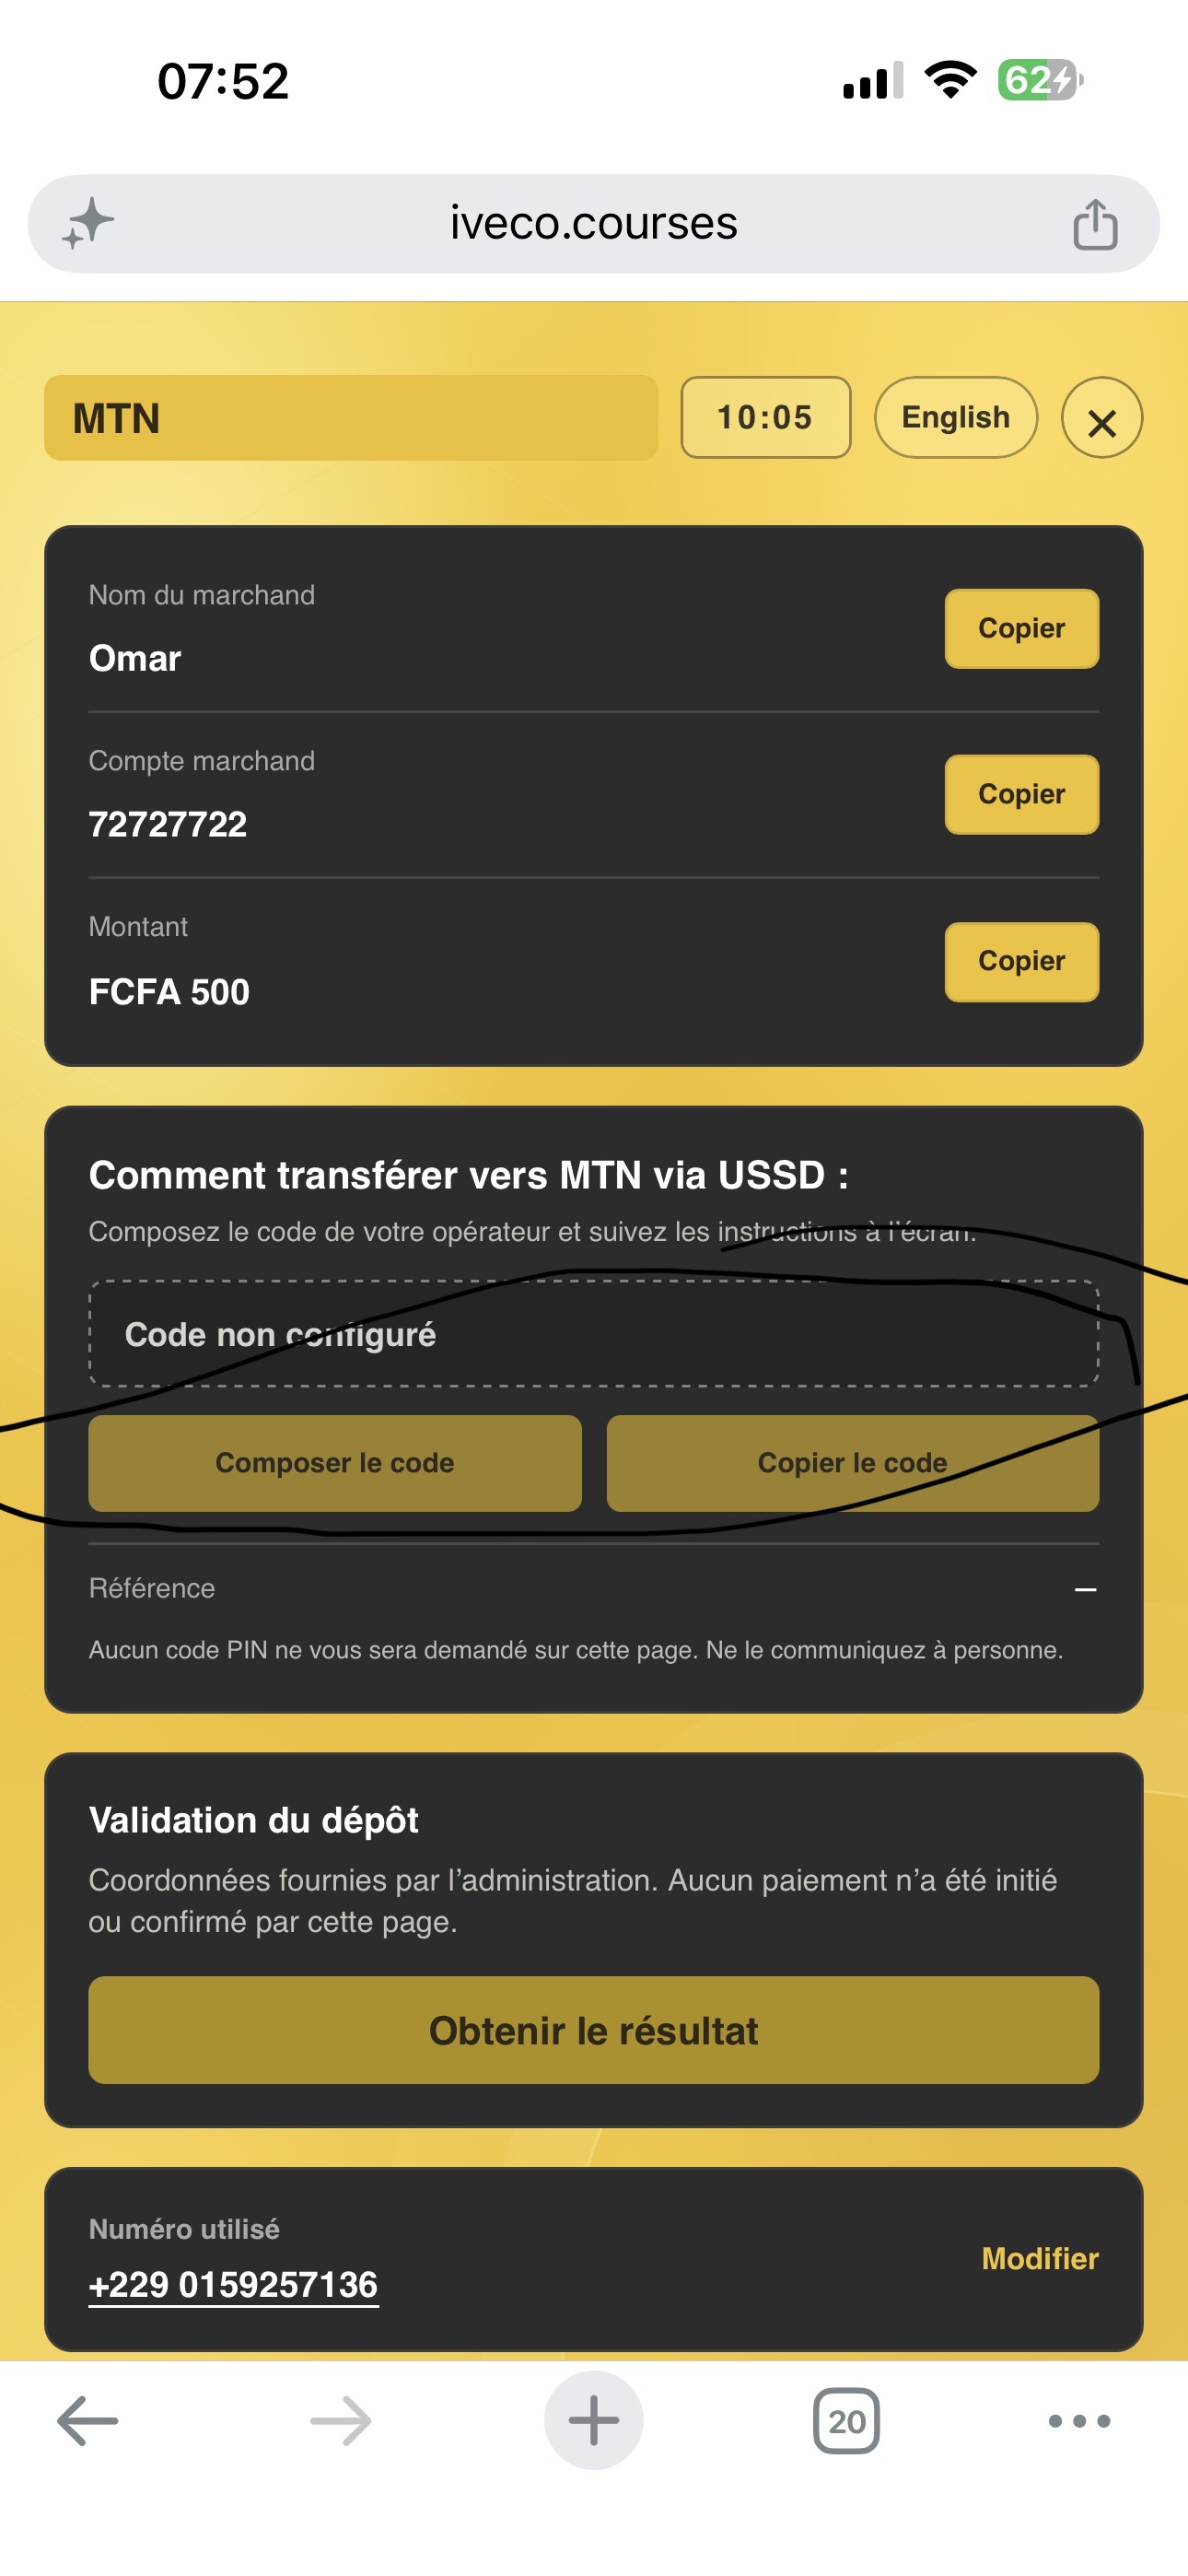 07:52
62
iveco.courses
MTN
10:05
English
Nom du marchand
Omar
Copier
Compte marchand
72727722
Copier
Montant
FCFA 500
Copier
Comment transférer vers MTN via USSD :
Composez le code de votre opérateur et suivez les instructions à l'écran.
Code non configuré
Composer le code
Copier le code
Référence
–
Aucun code PIN ne vous sera demandé sur cette page. Ne le communiquez à personne.
Validation du dépôt
Coordonnées fournies par l’administration. Aucun paiement n’a été initié
ou confirmé par cette page.
Obtenir le résultat
Numéro utilisé
+229 0159257136
Modifier
20